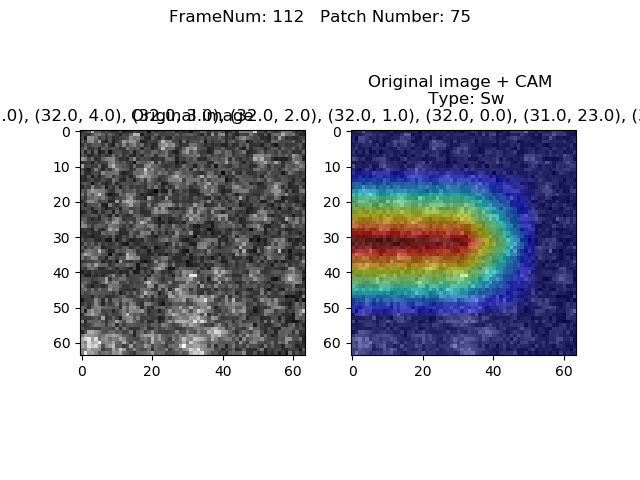 FrameNum: 112   Patch Number: 75
Original image + CAM
Type: Sw
.0), (32.0, 4.0), (32.0, 3.0), (32.0, 2.0), (32.0, 1.0), (32.0, 0.0), (31.0, 23.0), (3
Original image
0
10
20
30
40
50
60
0 20 40 60
0
10
20
30
40
50
60
0 20 40 60